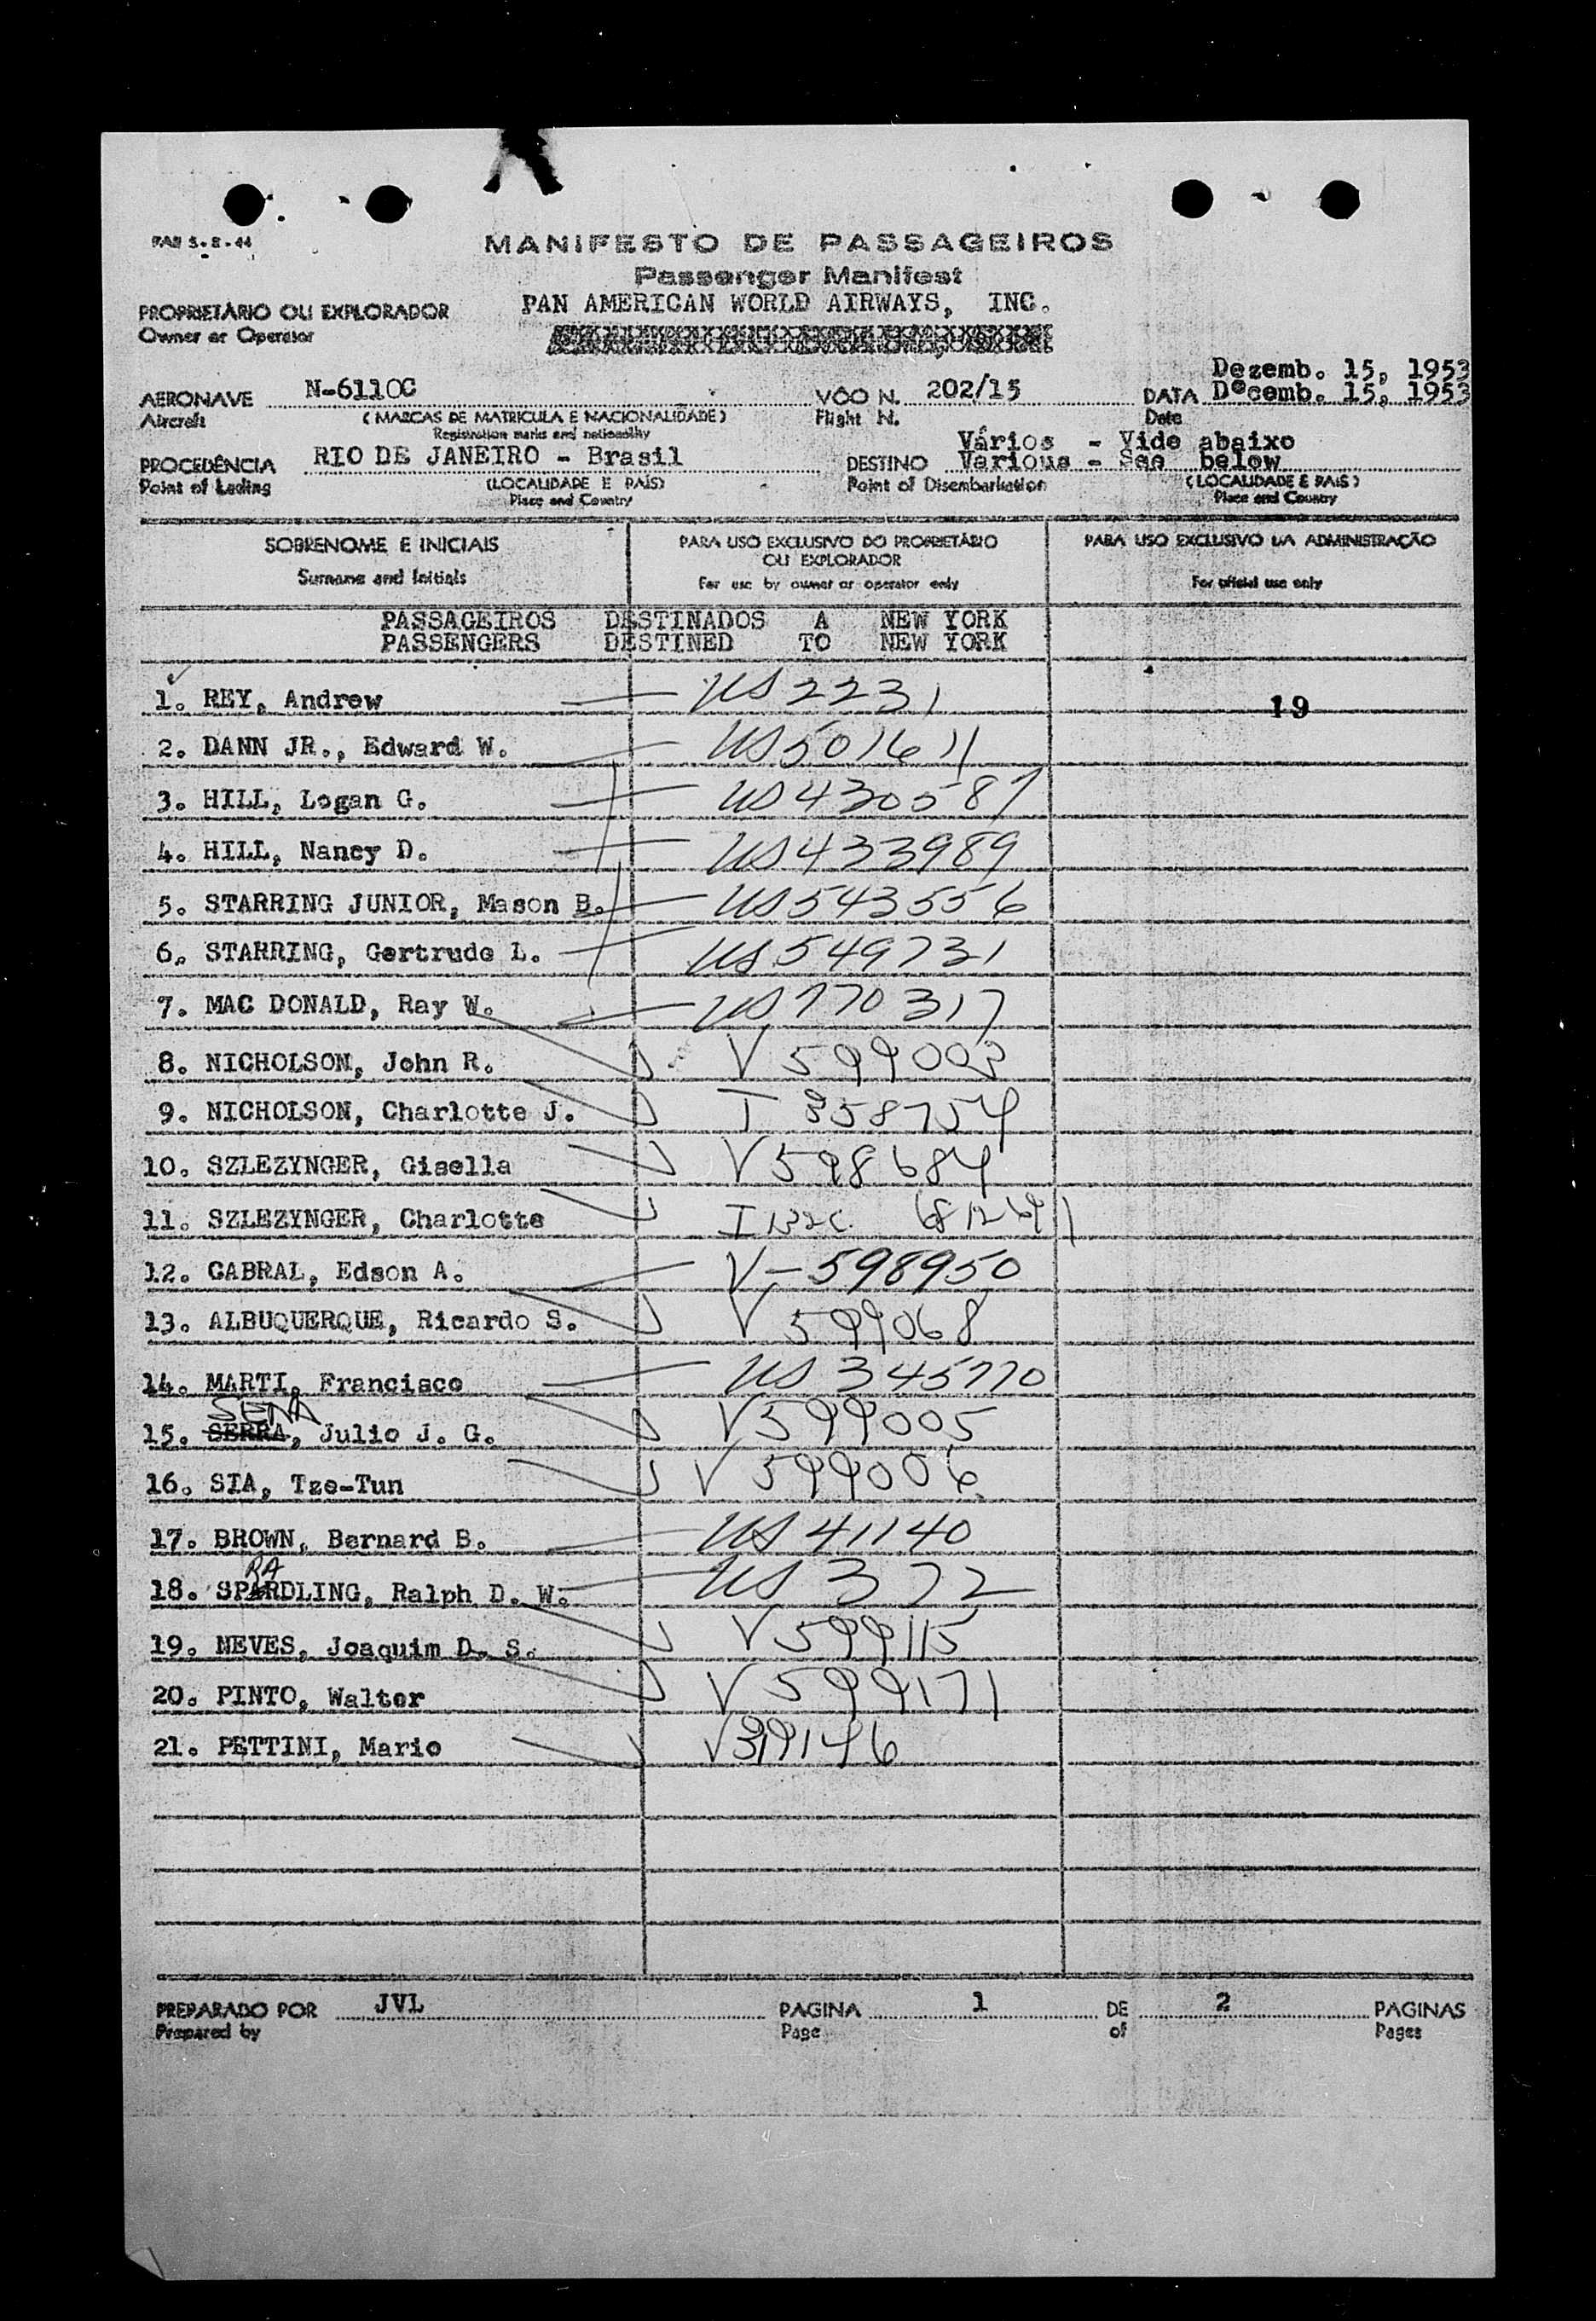 PAB 5-2-44
MANIFESTO DE PASSAGEIROS
Passenger Manifest
PROPRIETÁRIO OU EXPLORADOR PAN AMERICAN WORLD AIRWAYS, INC.
Owner or Operator
Dezemb. 15, 1953
AERONAVE N-6110C VÔO N. 202/15 DATA Decemb. 15, 1953
Aircraft (MARCAS DE MATRICULA E NACIONALIDADE) Flight N. Date
Registration marks and nationality
Vários - Vide abaixo
PROCEDÊNCIA RIO DE JANEIRO - Brasil DESTINO Various - See below
Point of Lading (LOCALIDADE E PAÍS) Point of Disembarkation (LOCALIDADE E PAÍS)
Place and Country Place and Country
SOBRENOME E INICIAIS PARA USO EXCLUSIVO DO PROPRIETÁRIO OU EXPLORADOR PARA USO EXCLUSIVO DA ADMINISTRAÇÃO
Surname and Initials For use by owner or operator only For oficial use only
PASSAGEIROS DESTINADOS A NEW YORK
PASSENGERS DESTINED TO NEW YORK
1. REY, Andrew US 2231 19
2. DANN JR., Edward W. US 501611
3. HILL, Logan G. US 430587
4. HILL, Nancy D. US 433989
5. STARRING JUNIOR, Mason B. US 543556
6. STARRING, Gertrude L. US 549731
7. MAC DONALD, Ray W. US 770317
8. NICHOLSON, John R. V 599003
9. NICHOLSON, Charlotte J. I 358754
10. SZLEZYNGER, Gisella V 598684
11. SZLEZYNGER, Charlotte
12. CABRAL, Edson A. V-598950
13. ALBUQUERQUE, Ricardo S. V 599068
14. MARTI, Francisco US 345770
SENA
15. SERRA, Julio J. G. V 599005
16. SIA, Tze-Tun V 599006
17. BROWN, Bernard B. US 41140
RA
18. SPARDLING, Ralph D. W. US 372
19. NEVES, Joaquim D. S. V 599115
20. PINTO, Walter V 599171
21. PETTINI, Mario
PREPARADO POR JVL PAGINA 1 DE 2 PAGINAS
Prepared by Page of Pages